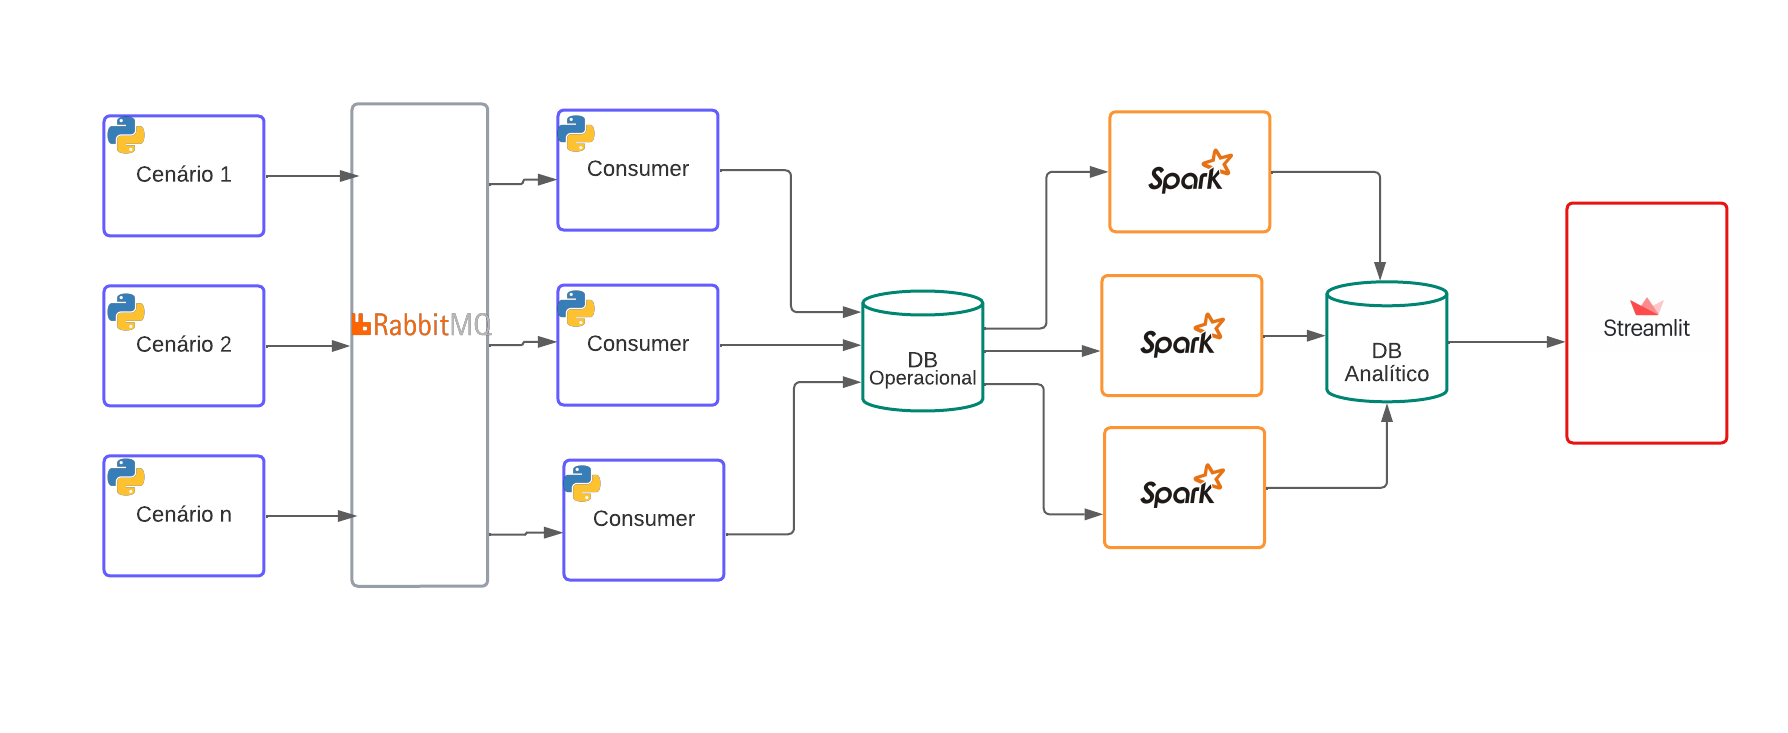 Cenário 1
Cenário 2
Cenário n
RabbitMQ
Consumer
Consumer
Consumer
DB
Operacional
Spark
Spark
Spark
DB
Analítico
Streamlit